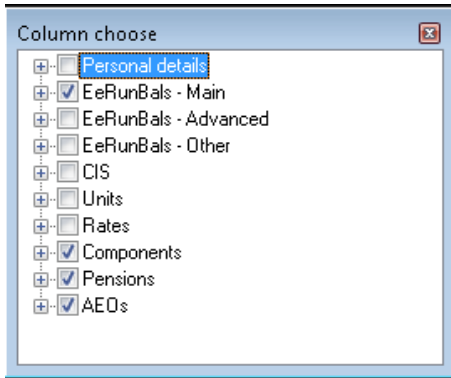 Column choose
Personal details
EeRunBals - Main
EeRunBals - Advanced
EeRunBals - Other
CIS
Units
Rates
Components
Pensions
AEOs